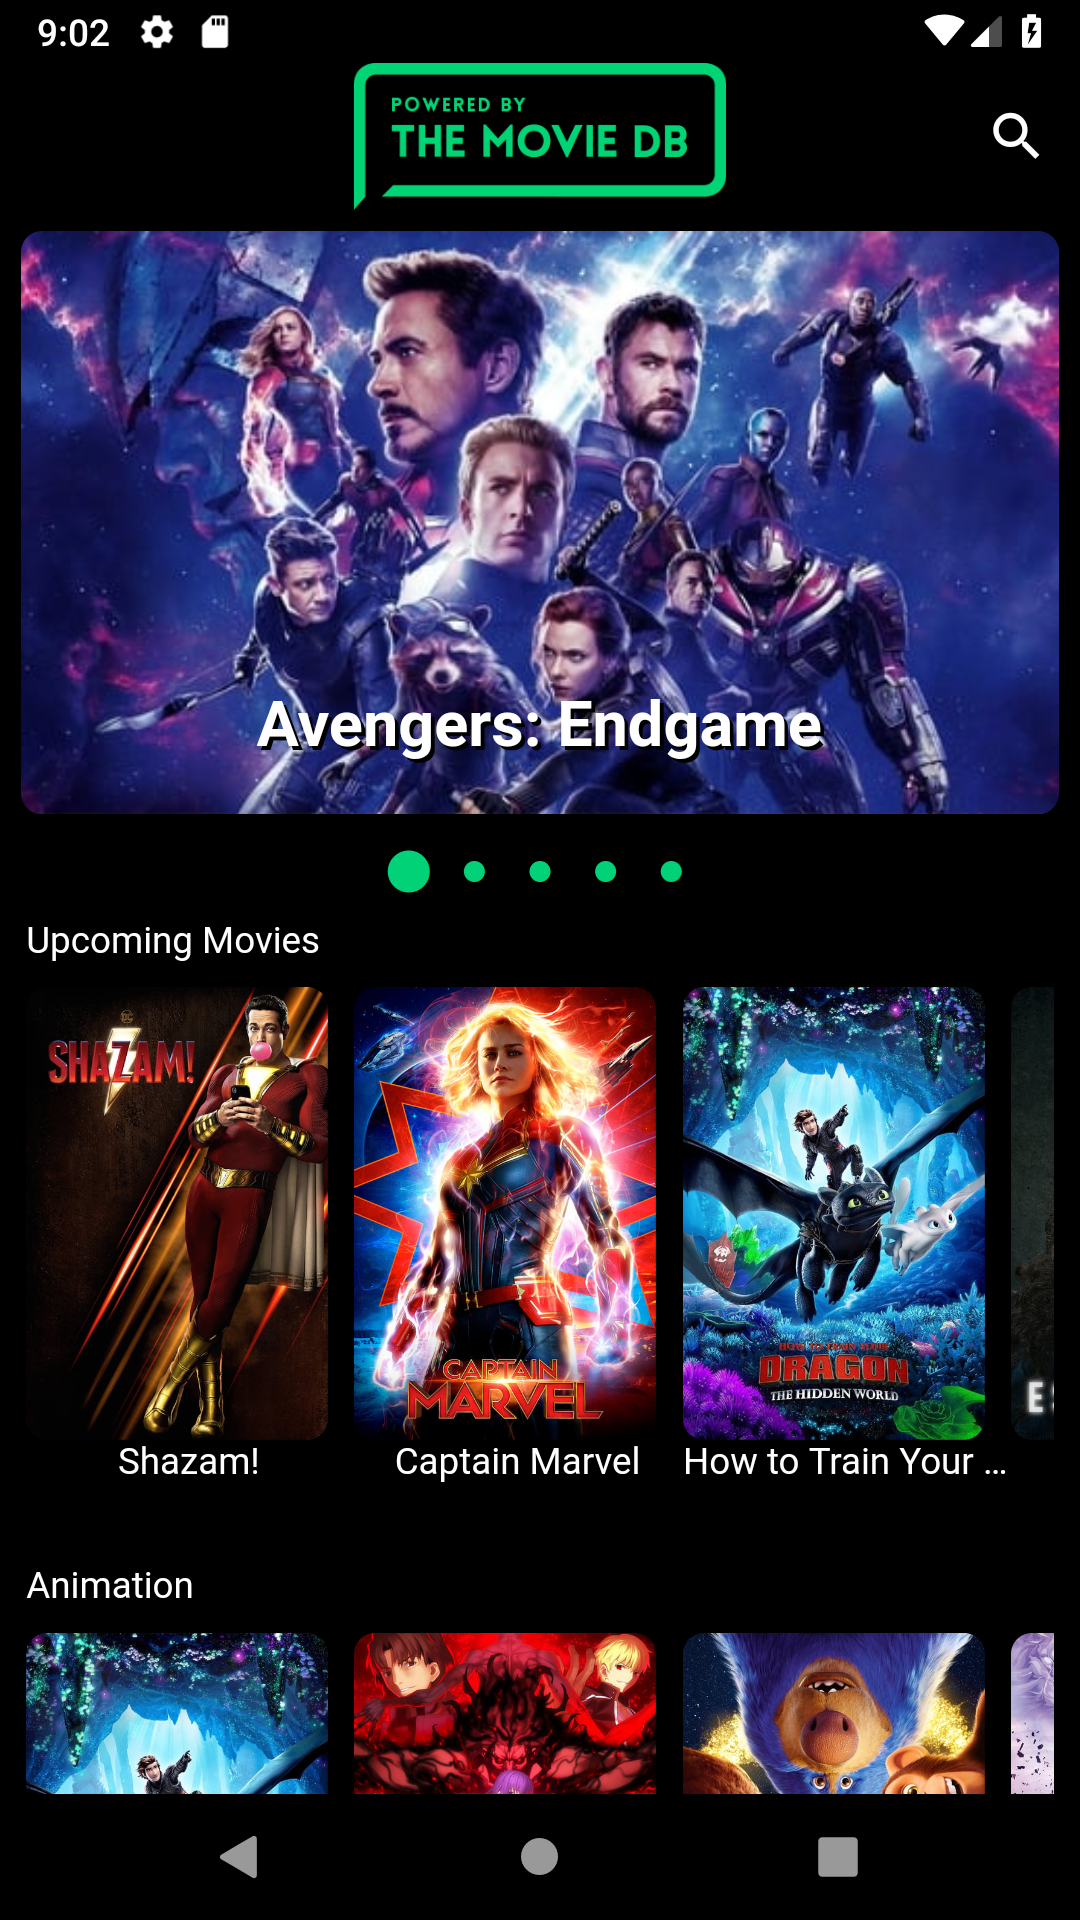 9:02
POWERED BY
THE MOVIE DB
Avengers: Endgame
Upcoming Movies
SHAZAM!
CAPTAIN
MARVEL
HOW TO TRAIN YOUR
DRAGON
THE HIDDEN WORLD
E
Shazam!
Captain Marvel
How to Train Your ...
Animation